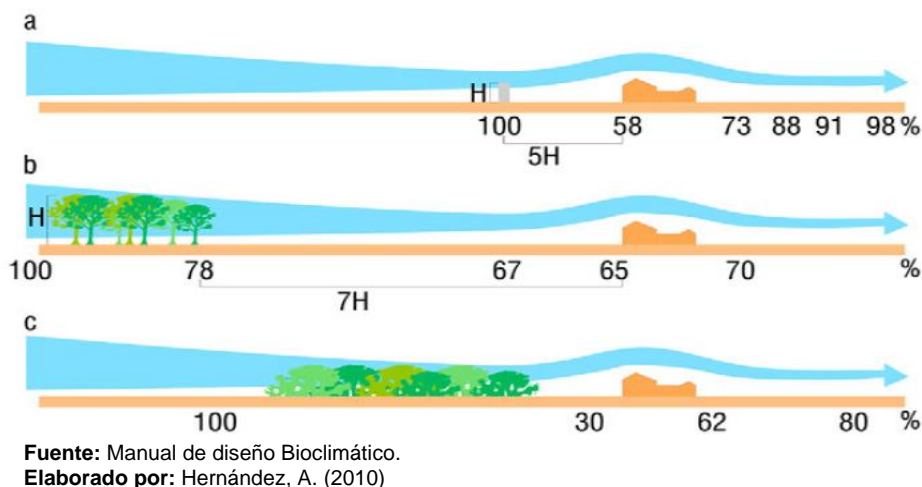 a
H
100 58 73 88 91 98 %
5H
b
H
100 78 67 65 70 %
7H
c
100 30 62 80 %
Fuente: Manual de diseño Bioclimático.
Elaborado por: Hernández, A. (2010)